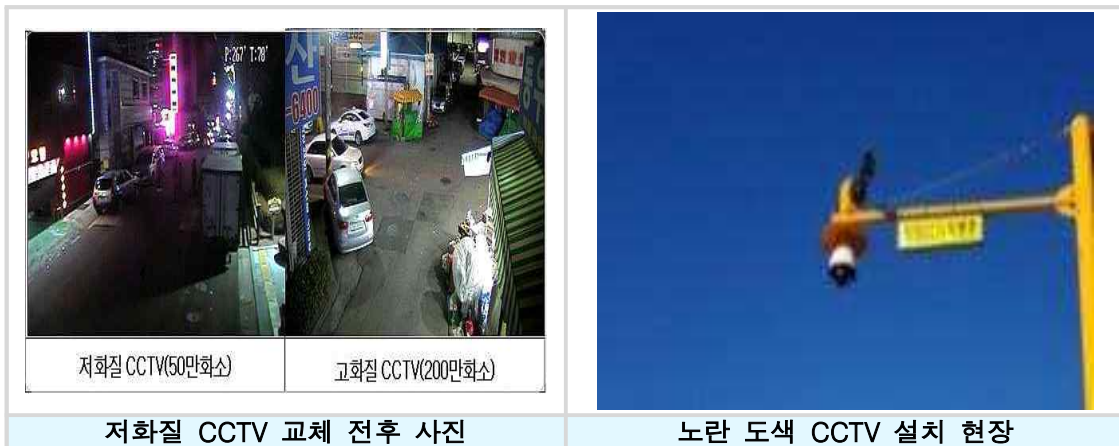 P:267° T:78°
산
-6400
저화질 CCTV(50만화소)
고화질 CCTV(200만화소)
저화질 CCTV 교체 전후 사진
노란 도색 CCTV 설치 현장